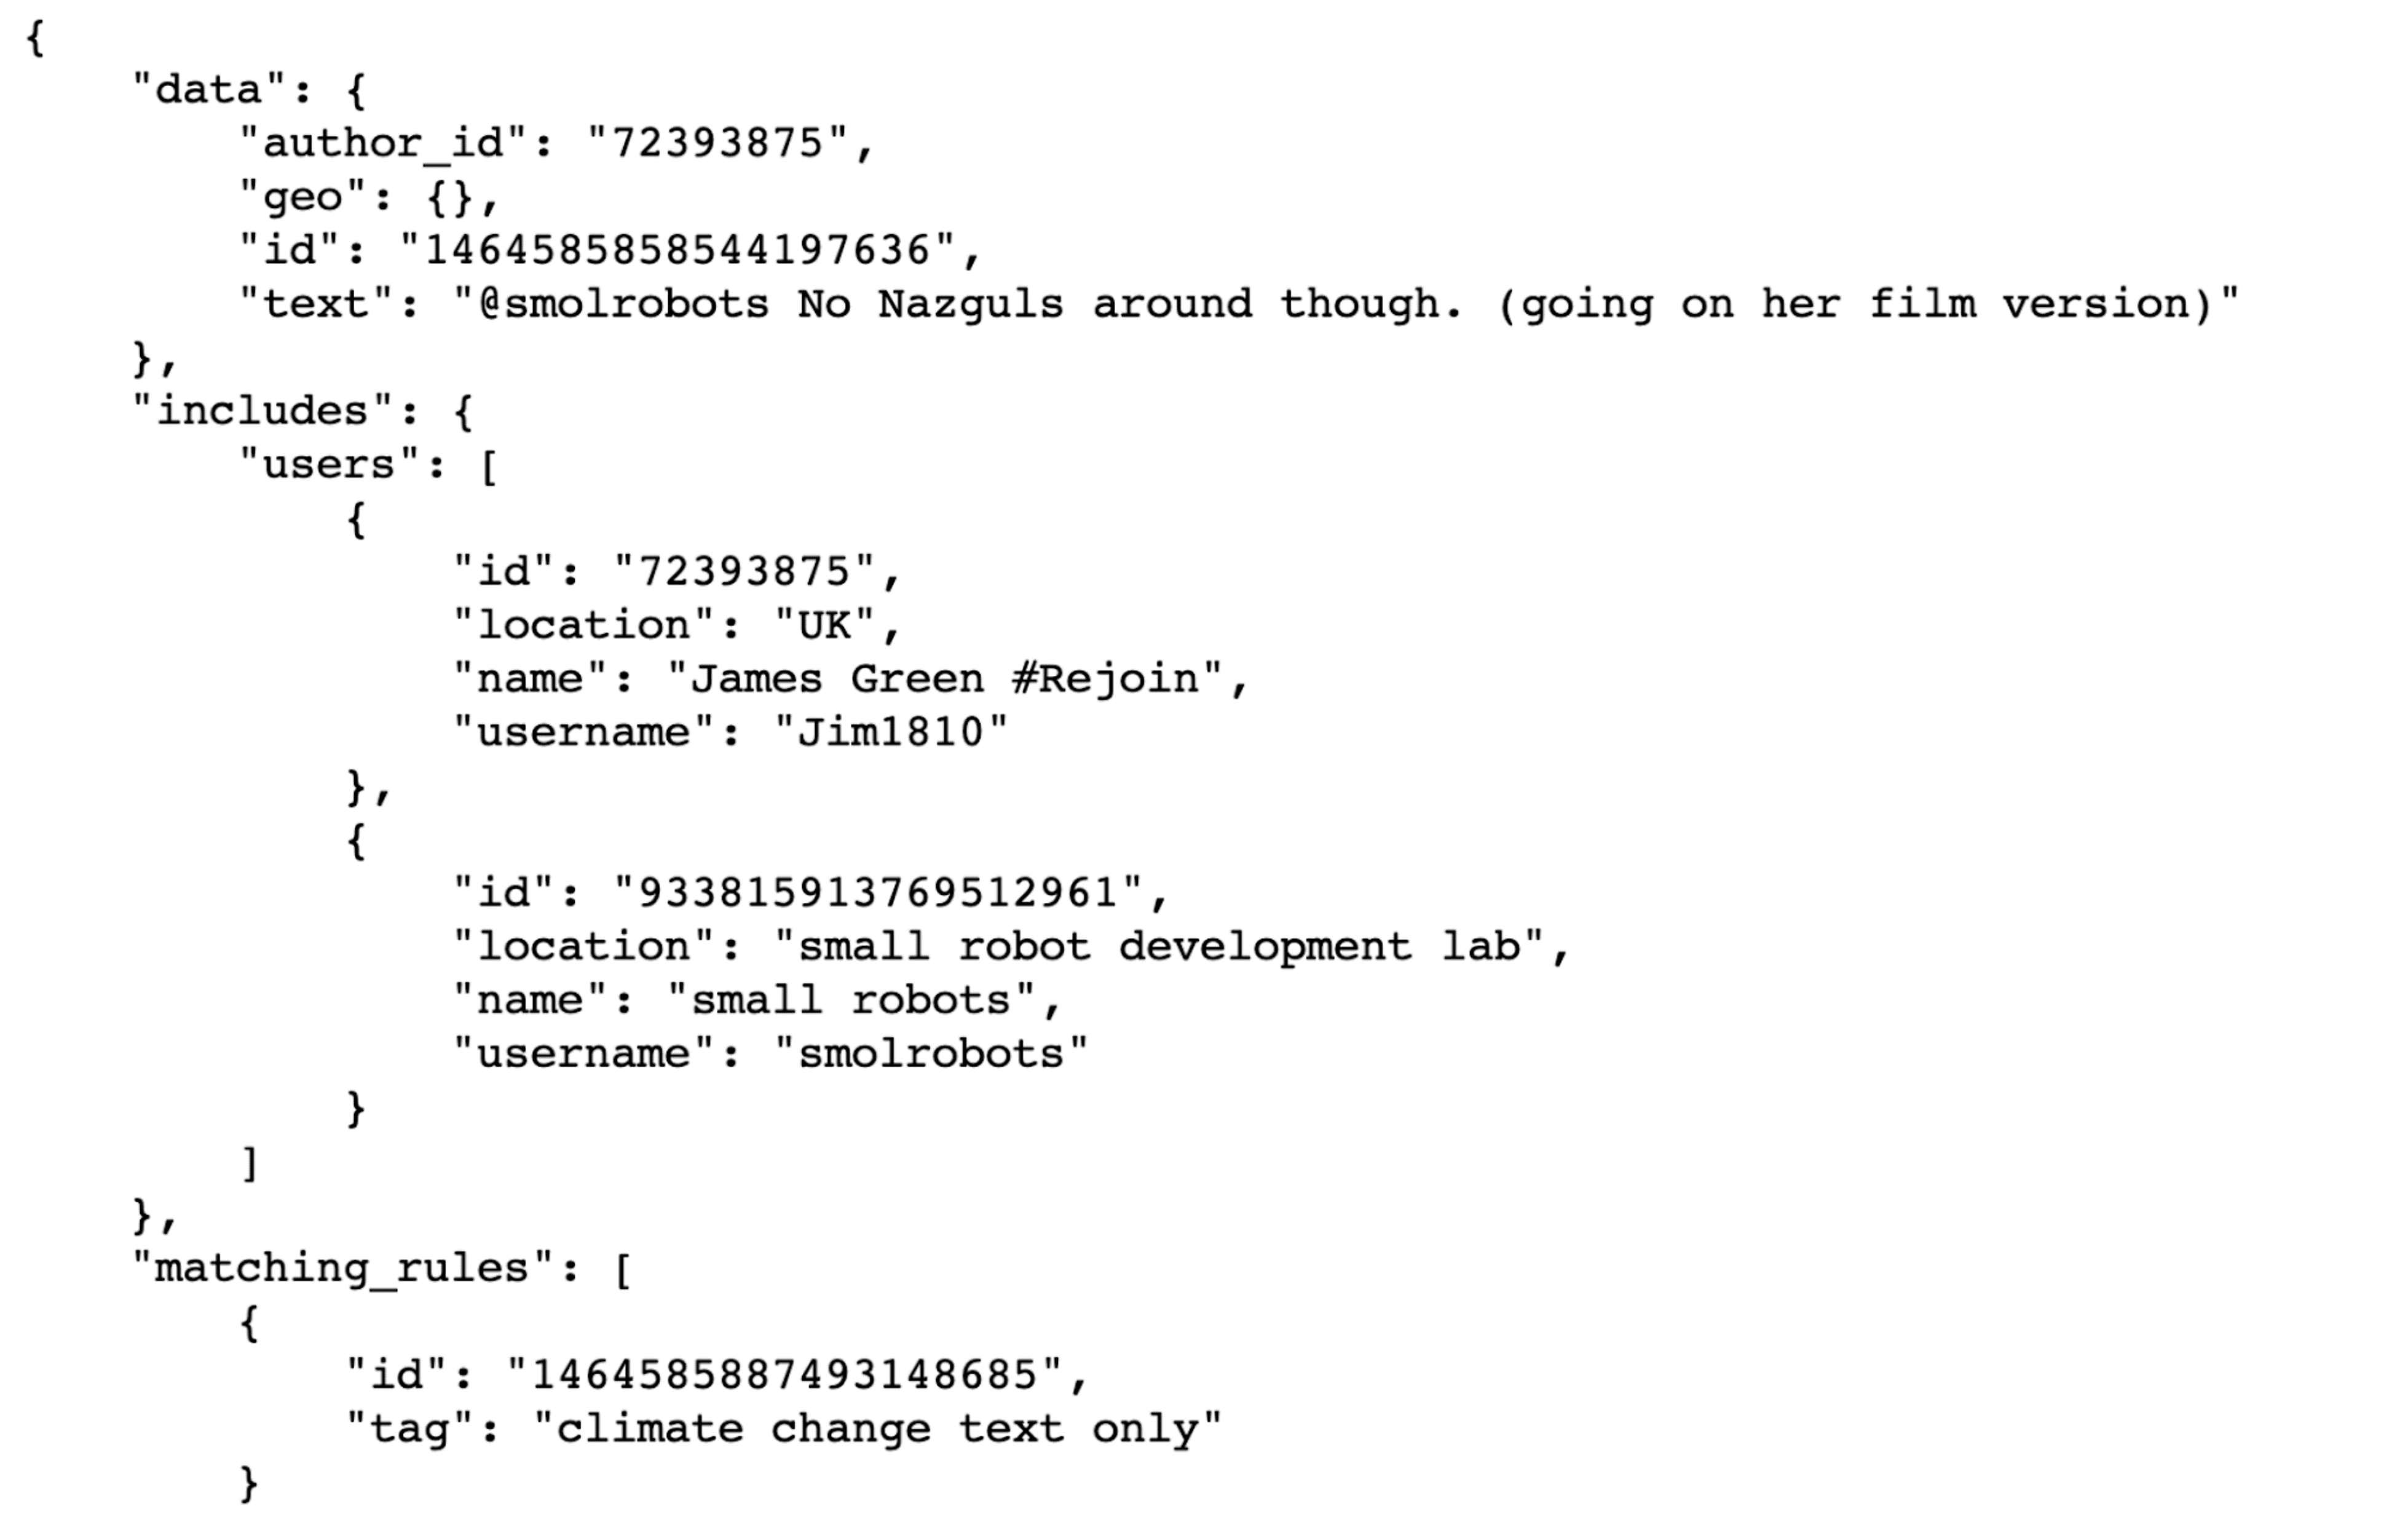 {
"data": {
"author_id": "72393875",
"geo": {},
"id": "1464585858544197636",
"text": "@smolrobots No Nazguls around though. (going on her film version)"
},
"includes": {
"users": [
{
"id": "72393875",
"location": "UK",
"name": "James Green #Rejoin",
"username": "Jim1810"
},
{
"id": "933815913769512961",
"location": "small robot development lab",
"name": "small robots",
"username": "smolrobots"
}
]
},
"matching_rules": [
{
"id": "1464585887493148685",
"tag": "climate change text only"
}